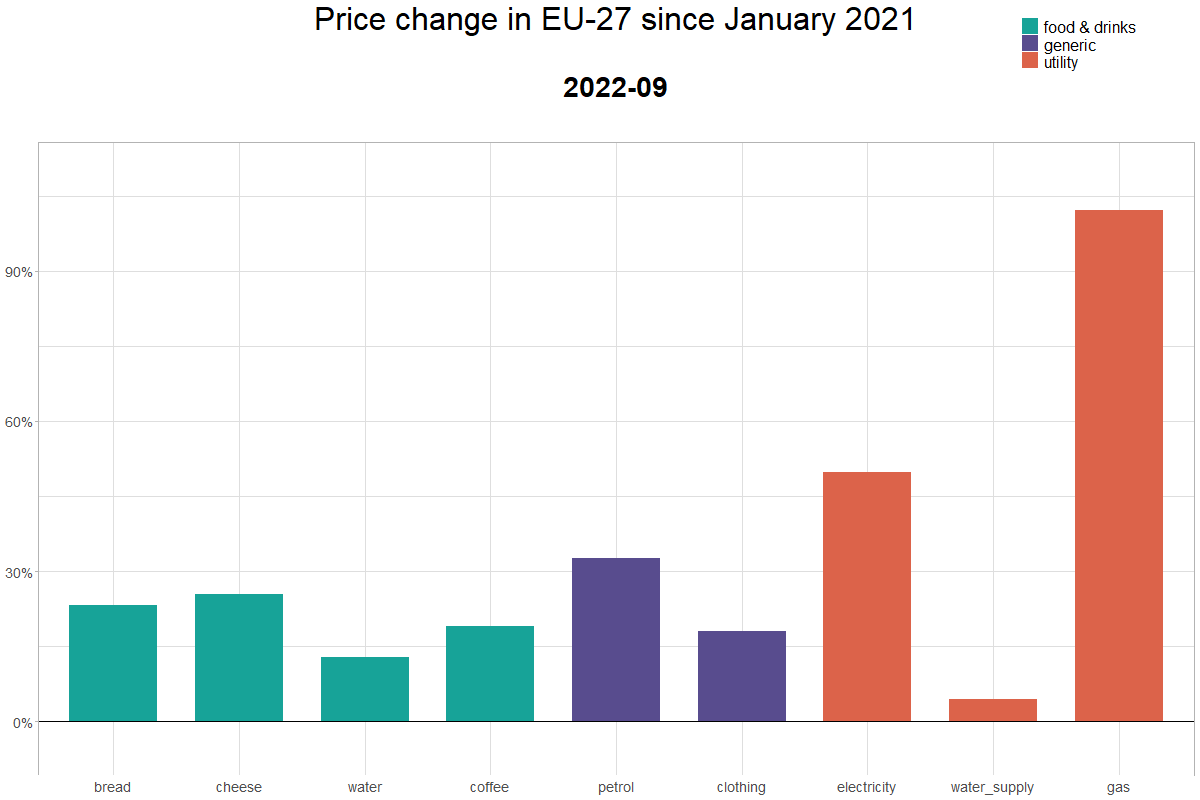 Price change in EU-27 since January 2021
food & drinks
generic
utility
2022-09
90%
60%
30%
0%
bread cheese water coffee petrol clothing electricity water_supply gas